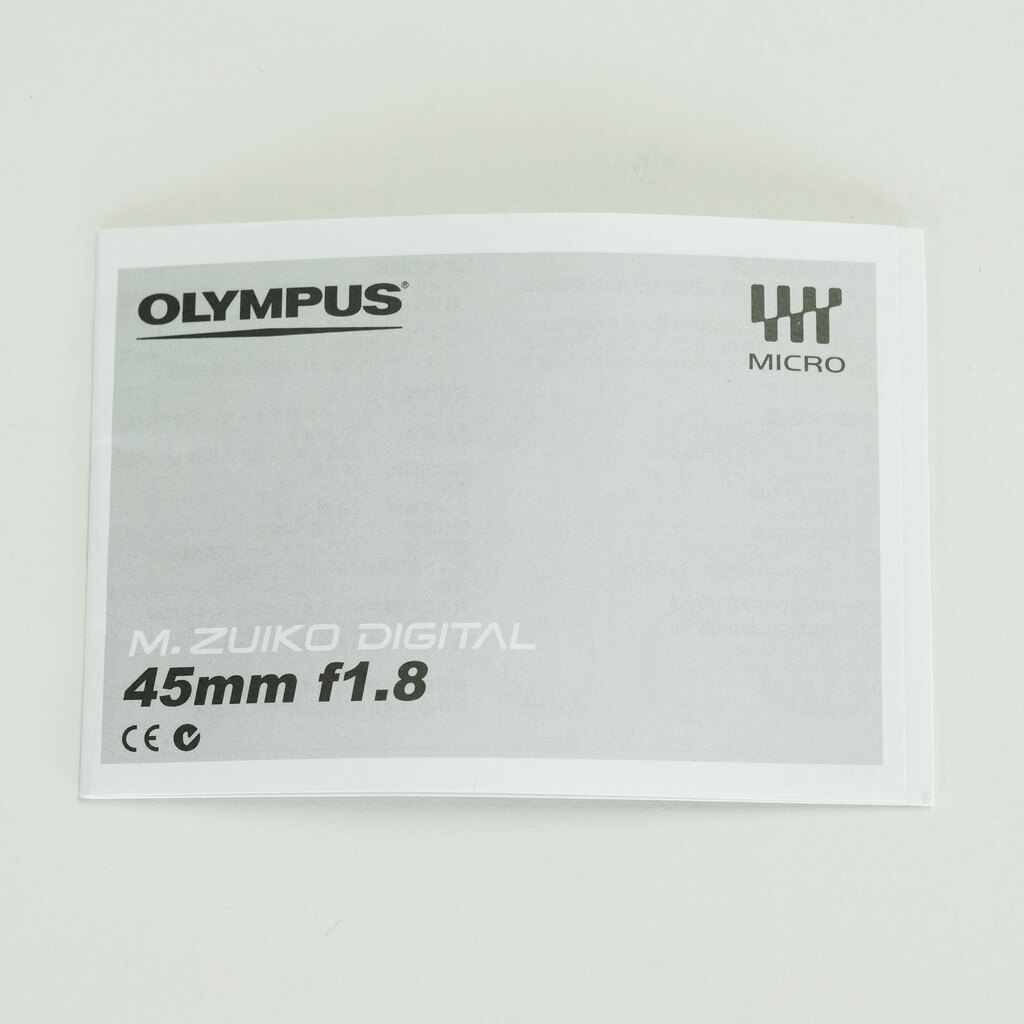 OLYMPUS®
MICRO
M.ZUIKO DIGITAL
45mm f1.8
CE